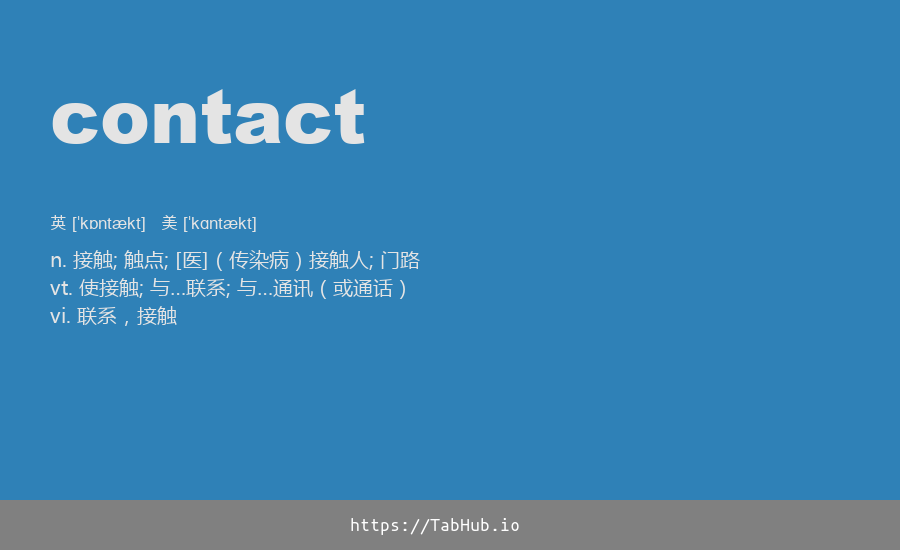 contact
英 [ˈkɒntækt] 美 [ˈkɑntækt]
n. 接触; 触点; [医]（传染病）接触人; 门路
vt. 使接触; 与…联系; 与…通讯（或通话）
vi. 联系，接触
https://TabHub.io